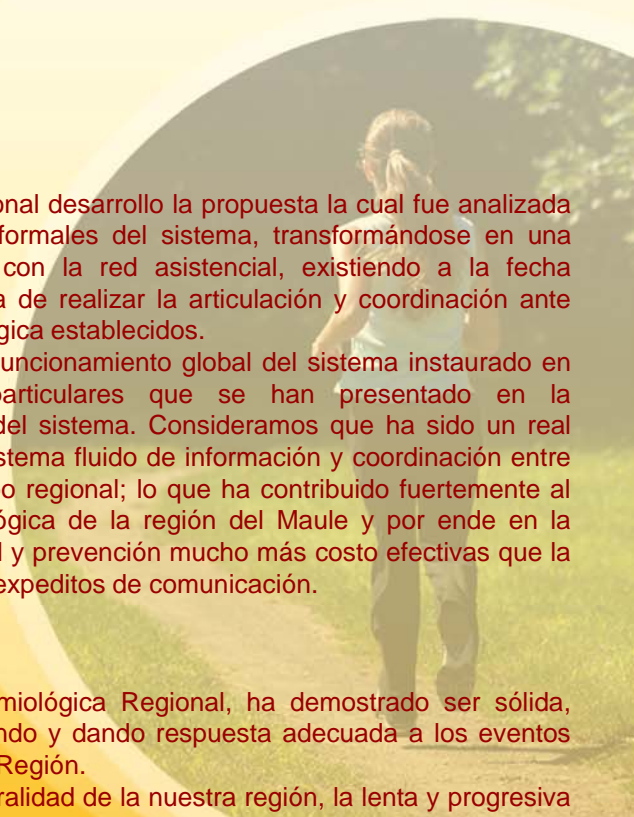 onal desarrollo la propuesta la cual fue analizada
formales del sistema, transformándose en una
con la red asistencial, existiendo a la fecha
a de realizar la articulación y coordinación ante
gica establecidos.
uncionamiento global del sistema instaurado en
particulares que se han presentado en la
del sistema. Consideramos que ha sido un real
stema fluido de información y coordinación entre
o regional; lo que ha contribuido fuertemente al
ógica de la región del Maule y por ende en la
l y prevención mucho más costo efectivas que la
expeditos de comunicación.
miológica Regional, ha demostrado ser sólida,
ndo y dando respuesta adecuada a los eventos
Región.
ralidad de la nuestra región, la lenta y progresiva